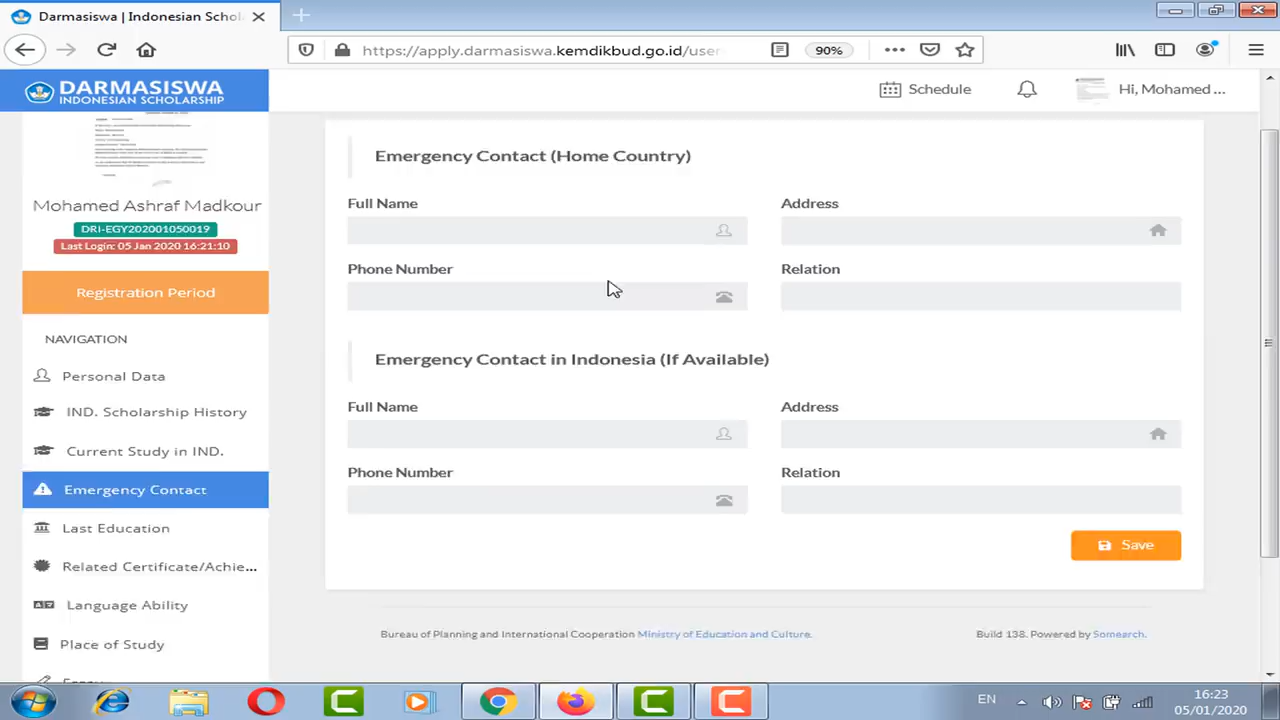 Darmasiswa | Indonesian Schol
https://apply.darmasiswa.kemdikbud.go.id/user
90%
DARMASISWA
INDONESIAN SCHOLARSHIP
Schedule
Hi, Mohamed ...
Mohamed Ashraf Madkour
DRI-EGY202001050019
Last Login: 05 Jan 2020 16:21:10
Registration Period
NAVIGATION
Personal Data
IND. Scholarship History
Current Study in IND.
Emergency Contact
Last Education
Related Certificate/Achie...
Language Ability
Place of Study
Emergency Contact (Home Country)
Full Name
Address
Phone Number
Relation
Emergency Contact in Indonesia (If Available)
Full Name
Address
Phone Number
Relation
Save
Bureau of Planning and International Cooperation Ministry of Education and Culture.
Build 138. Powered by Somearch.
EN
16:23
05/01/2020